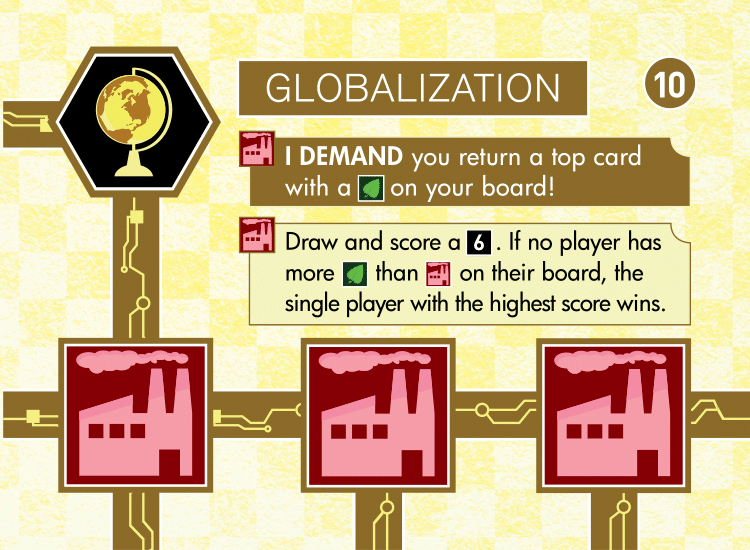 GLOBALIZATION
10
I DEMAND you return a top card
with a on your board!
Draw and score a 6. If no player has
more than on their board, the
single player with the highest score wins.